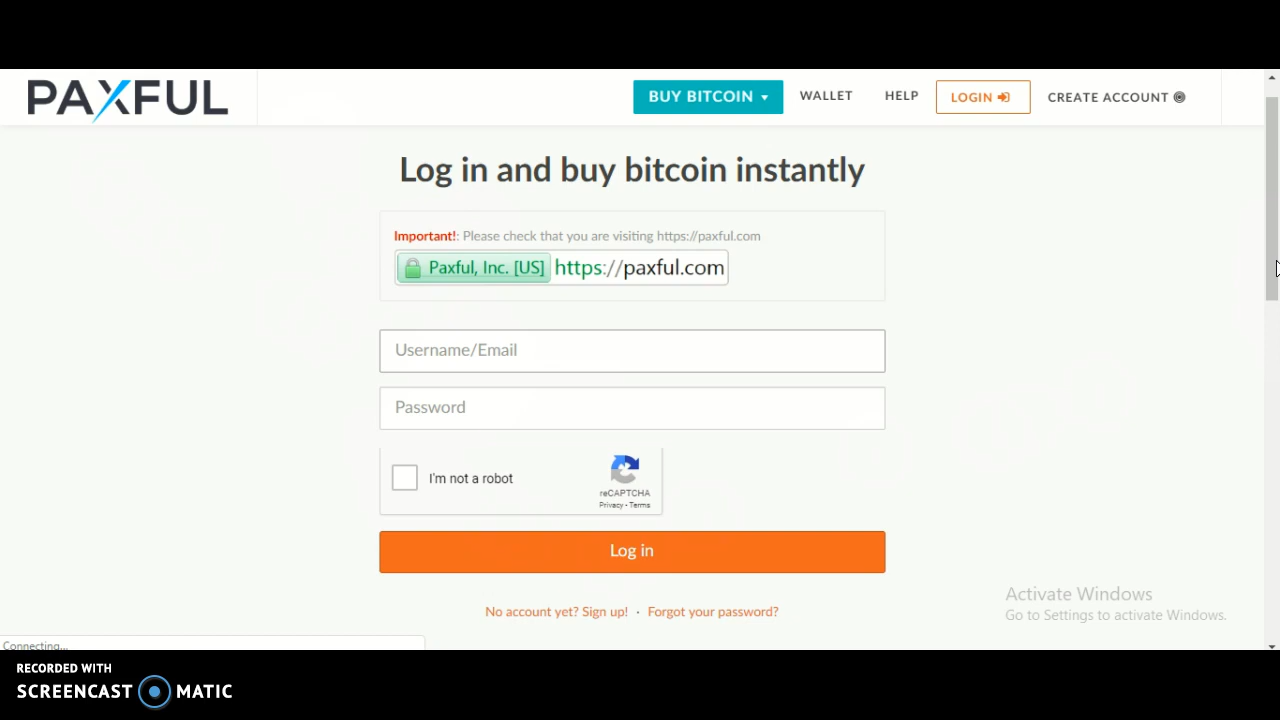 PAXFUL
BUY BITCOIN
WALLET
HELP
LOGIN
CREATE ACCOUNT
Log in and buy bitcoin instantly
Important!: Please check that you are visiting https://paxful.com
Paxful, Inc. [US] https://paxful.com
Username/Email
Password
I'm not a robot
reCAPTCHA
Privacy • Terms
Log in
No account yet? Sign up! · Forgot your password?
Activate Windows
Go to Settings to activate Windows.
Connecting...
RECORDED WITH
SCREENCAST MATIC